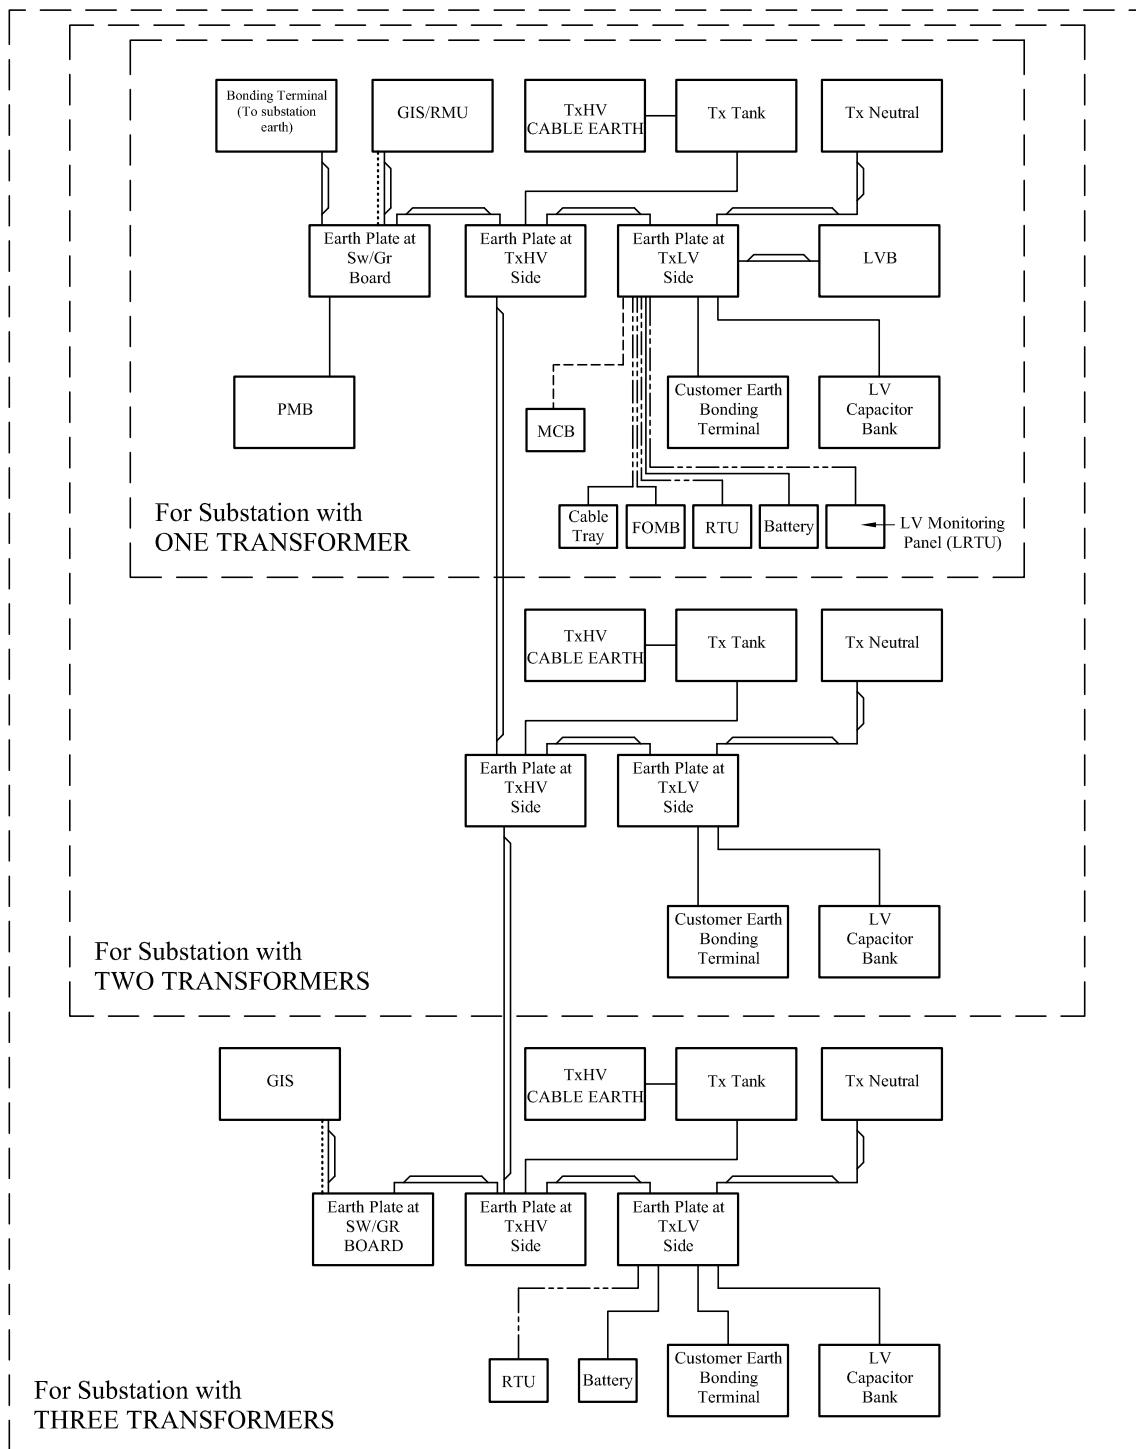 Bonding Terminal
(To substation
earth)
GIS/RMU
TxHV
CABLE EARTH
Tx Tank
Tx Neutral
Earth Plate at
Sw/Gr
Board
Earth Plate at
TxHV
Side
Earth Plate at
TxLV
Side
LVB
PMB
MCB
Customer Earth
Bonding
Terminal
LV
Capacitor
Bank
Cable
Tray
FOMB
RTU
Battery
LV Monitoring
Panel (LRTU)
For Substation with
ONE TRANSFORMER
TxHV
CABLE EARTH
Tx Tank
Tx Neutral
Earth Plate at
TxHV
Side
Earth Plate at
TxLV
Side
Customer Earth
Bonding
Terminal
LV
Capacitor
Bank
For Substation with
TWO TRANSFORMERS
GIS
TxHV
CABLE EARTH
Tx Tank
Tx Neutral
Earth Plate at
SW/GR
BOARD
Earth Plate at
TxHV
Side
Earth Plate at
TxLV
Side
RTU
Battery
Customer Earth
Bonding
Terminal
LV
Capacitor
Bank
For Substation with
THREE TRANSFORMERS